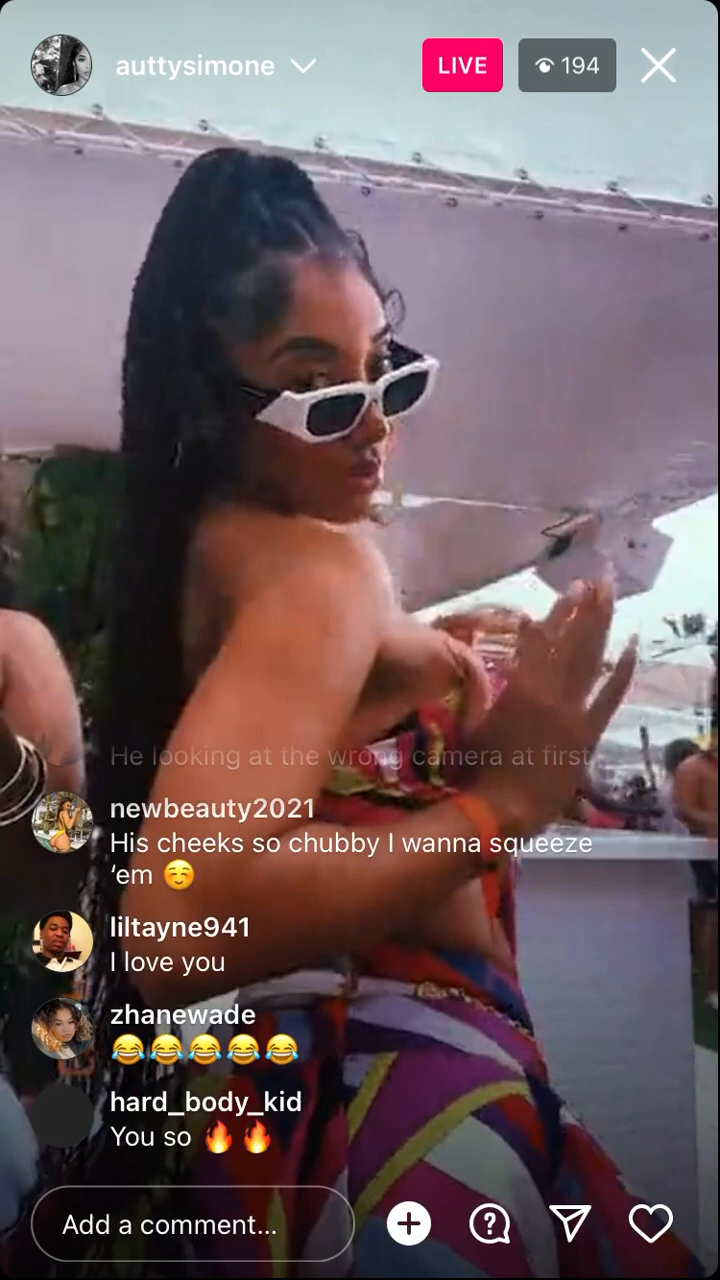 auttysimone
LIVE
194
He looking at the wrong camera at first
newbeauty2021
His cheeks so chubby I wanna squeeze
‘em ☺️
liltayne941
I love you
zhanewade
😂😂😂😂😂
hard_body_kid
You so 🔥🔥
Add a comment...